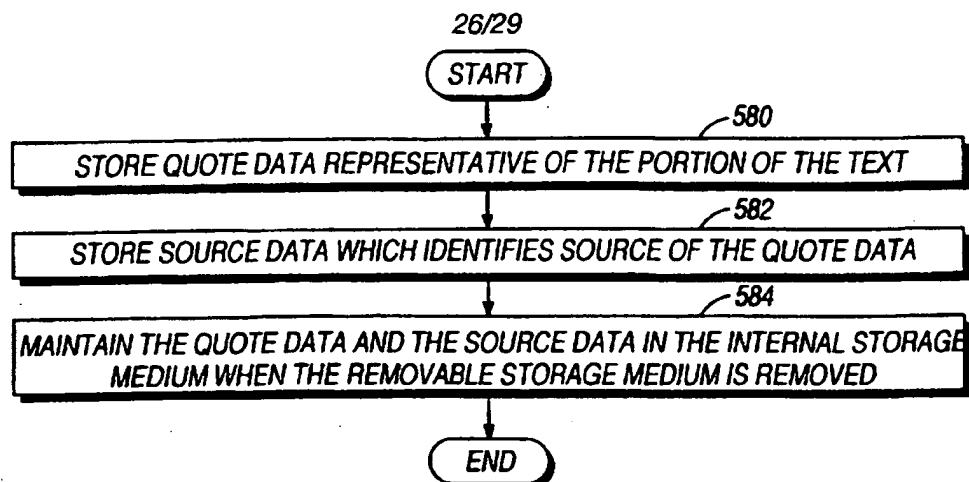 26/29
START
580
STORE QUOTE DATA REPRESENTATIVE OF THE PORTION OF THE TEXT
582
STORE SOURCE DATA WHICH IDENTIFIES SOURCE OF THE QUOTE DATA
584
MAINTAIN THE QUOTE DATA AND THE SOURCE DATA IN THE INTERNAL STORAGE
MEDIUM WHEN THE REMOVABLE STORAGE MEDIUM IS REMOVED
END